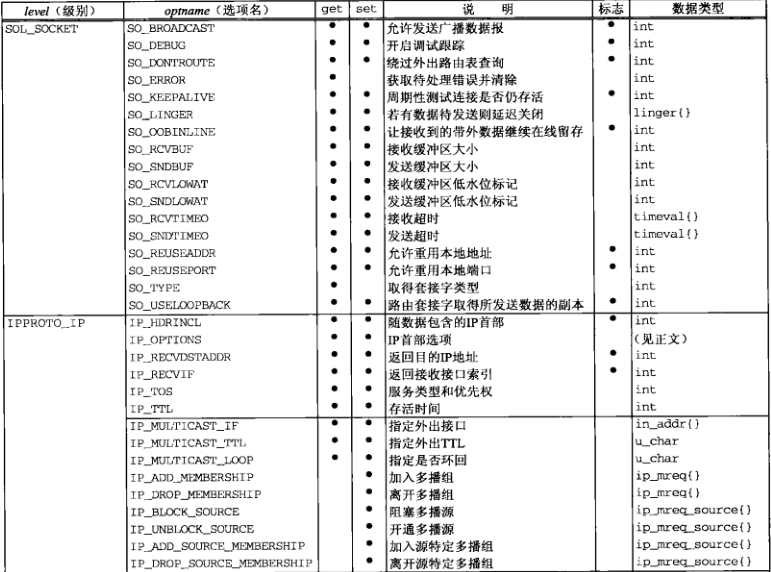 level（级别） optname（选项名） get set 说 明 标志 数据类型
SOL_SOCKET SO_BROADCAST • • 允许发送广播数据报 • int
SO_DEBUG • • 开启调试跟踪 • int
SO_DONTROUTE • • 绕过外出路由表查询 • int
SO_ERROR • 获取待处理错误并清除 int
SO_KEEPALIVE • • 周期性测试连接是否仍存活 • int
SO_LINGER • • 若有数据待发送则延迟关闭 linger{}
SO_OOBINLINE • • 让接收到的带外数据继续在线留存 • int
SO_RCVBUF • • 接收缓冲区大小 int
SO_SNDBUF • • 发送缓冲区大小 int
SO_RCVLOWAT • • 接收缓冲区低水位标记 int
SO_SNDLOWAT • • 发送缓冲区低水位标记 int
SO_RCVTIMEO • • 接收超时 timeval{}
SO_SNDTIMEO • • 发送超时 timeval{}
SO_REUSEADDR • • 允许重用本地地址 • int
SO_REUSEPORT • • 允许重用本地端口 • int
SO_TYPE • 取得套接字类型 int
SO_USELOOPBACK • • 路由套接字取得所发送数据的副本 • int
IPPROTO_IP IP_HDRINCL • • 随数据包含的IP首部 • int
IP_OPTIONS • • IP首部选项 （见正文）
IP_RECVDSTADDR • • 返回目的IP地址 • int
IP_RECVIF • • 返回接收接口索引 • int
IP_TOS • • 服务类型和优先权 int
IP_TTL • • 存活时间 int
IP_MULTICAST_IF • • 指定外出接口 in_addr{}
IP_MULTICAST_TTL • • 指定外出TTL u_char
IP_MULTICAST_LOOP • • 指定是否环回 u_char
IP_ADD_MEMBERSHIP • 加入多播组 ip_mreq{}
IP_DROP_MEMBERSHIP • 离开多播组 ip_mreq{}
IP_BLOCK_SOURCE • 阻塞多播源 ip_mreq_source{}
IP_UNBLOCK_SOURCE • 开通多播源 ip_mreq_source{}
IP_ADD_SOURCE_MEMBERSHIP • 加入源特定多播组 ip_mreq_source{}
IP_DROP_SOURCE_MEMBERSHIP • 离开源特定多播组 ip_mreq_source{}